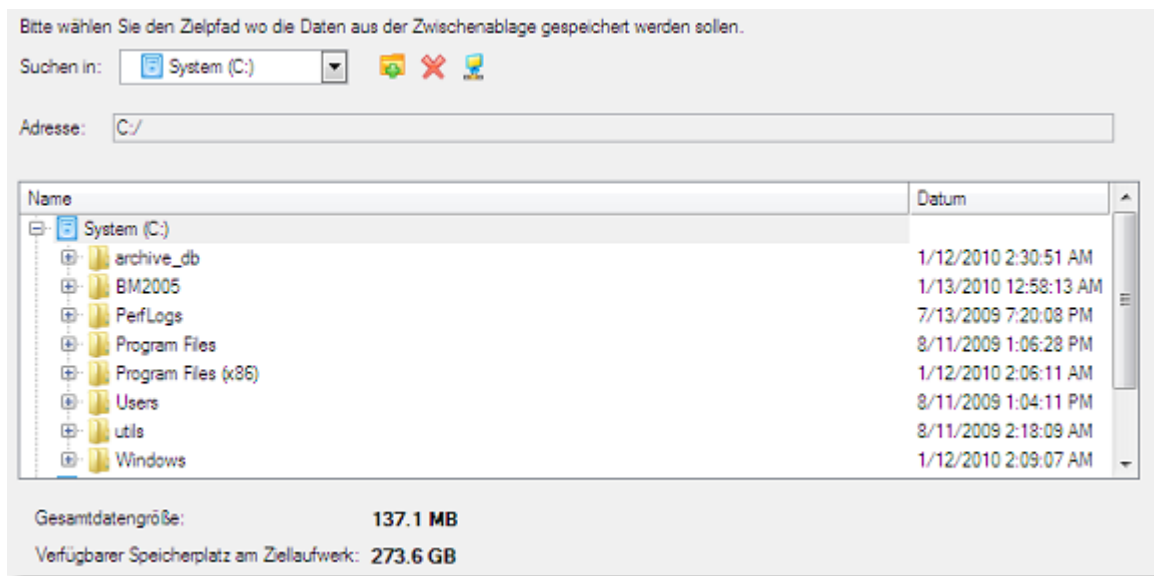 Bitte wählen Sie den Zielpfad wo die Daten aus der Zwischenablage gespeichert werden sollen.
Suchen in: System (C:)
Adresse: C:/
Name Datum
System (C:)
archive_db 1/12/2010 2:30:51 AM
BM2005 1/13/2010 12:58:13 AM
PerfLogs 7/13/2009 7:20:08 PM
Program Files 8/11/2009 1:06:28 PM
Program Files (x86) 1/12/2010 2:06:11 AM
Users 8/11/2009 1:04:11 PM
utils 8/11/2009 2:18:09 AM
Windows 1/12/2010 2:09:07 AM
Gesamtdatengröße: 137.1 MB
Verfügbarer Speicherplatz am Ziellaufwerk: 273.6 GB